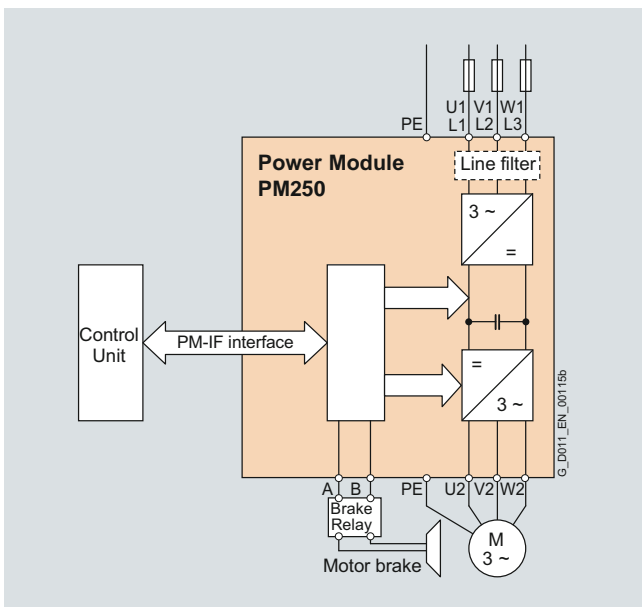 U1 V1 W1
PE L1 L2 L3
Power Module
PM250
Line filter
3 ~
=
Control
Unit
PM-IF interface
=
3 ~
G_D011_EN_00115b
A B PE U2 V2 W2
Brake
Relay
Motor brake
M
3 ~